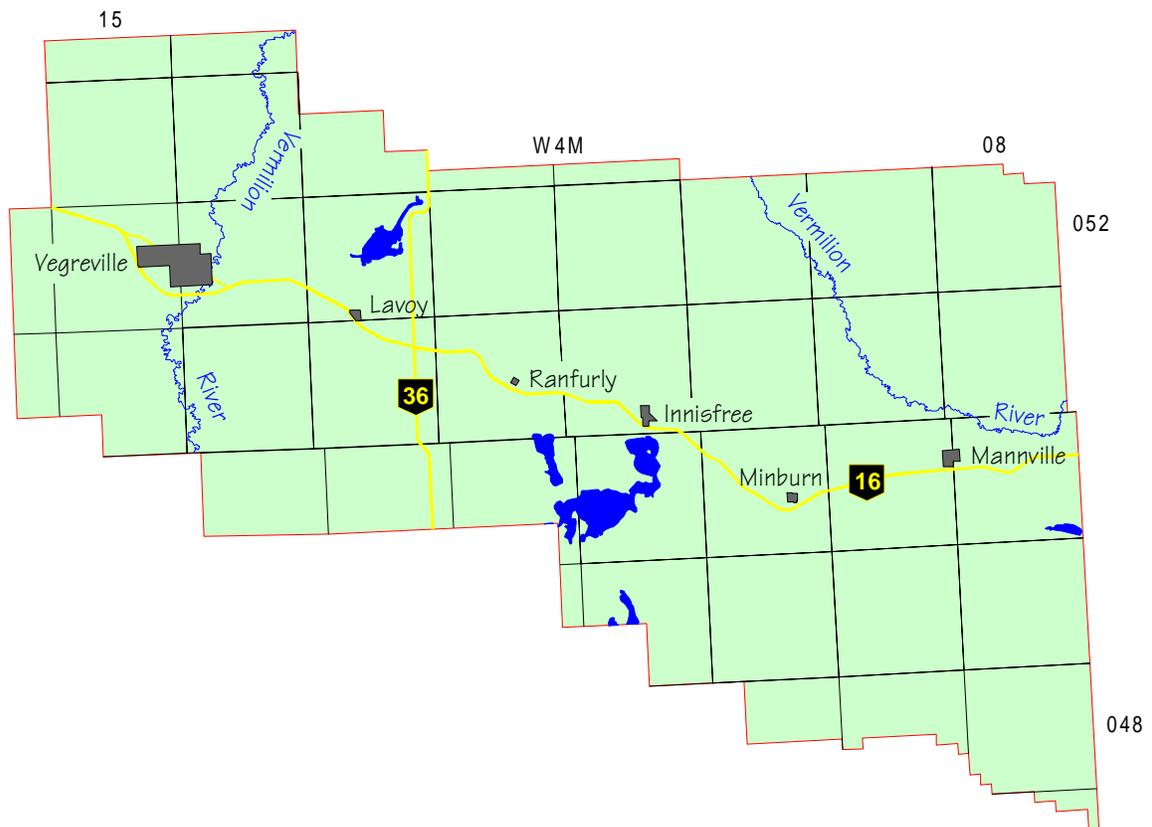 15
W4M
08
052
Vermilion
Vermilion
Vegreville
Lavoy
36
Ranfurly
River
Innisfree
River
Mannville
Minburn
16
048